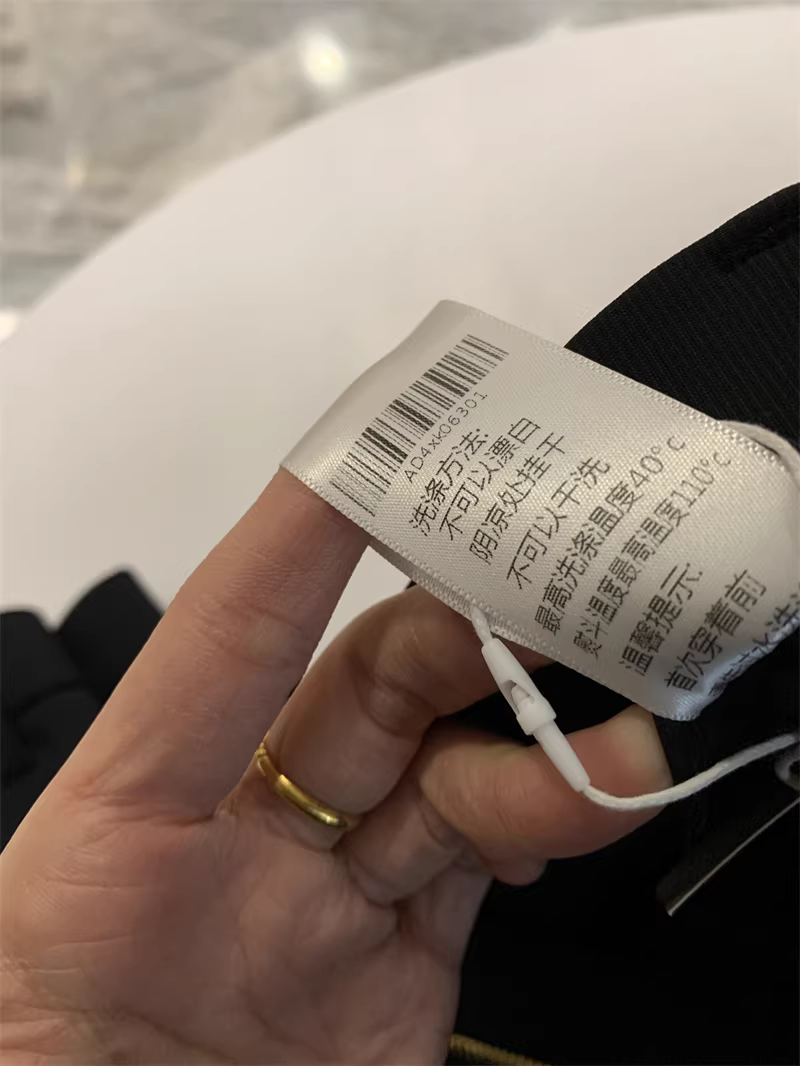 AD4xk06301
洗涤方法:
不可以漂白
阴凉处挂干
不可以干洗
最高洗涤温度40°c
熨斗温度最高温度110°c
温馨提示:
首次穿着前